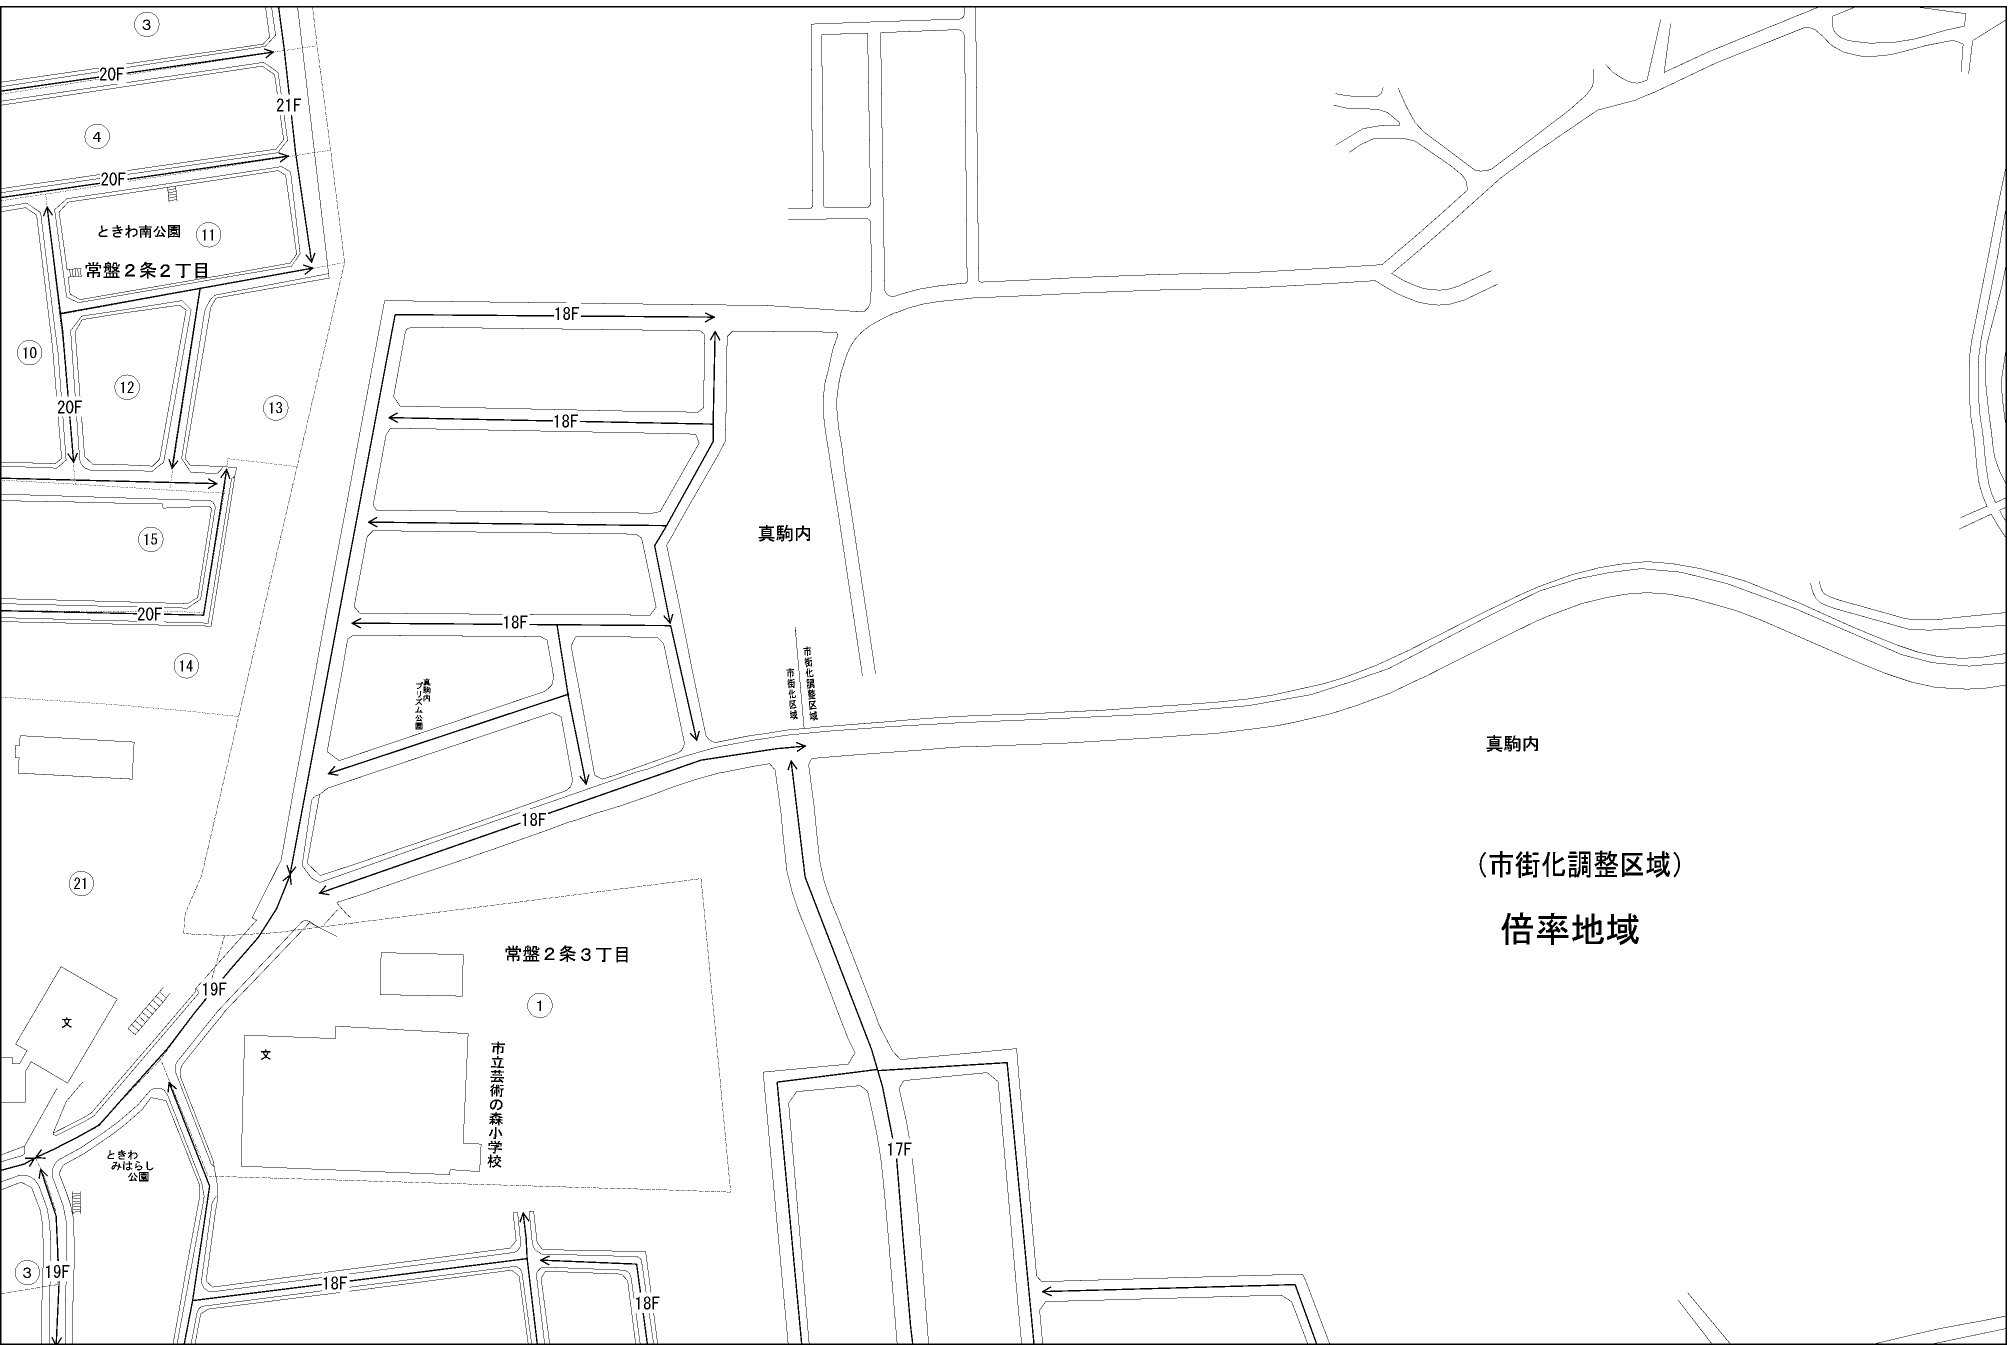 3
20F
21F
4
20F
ときわ南公園
11
常盤２条２丁目
18F
10
12
20F
13
18F
15
真駒内
20F
18F
14
市街化調整区域
市街化区域
真駒内
プリズム公園
真駒内
18F
（市街化調整区域）
21
倍率地域
常盤２条３丁目
19F
1
文
文
市立芸術の森小学校
17F
ときわ
みはらし
公園
3
19F
18F
18F